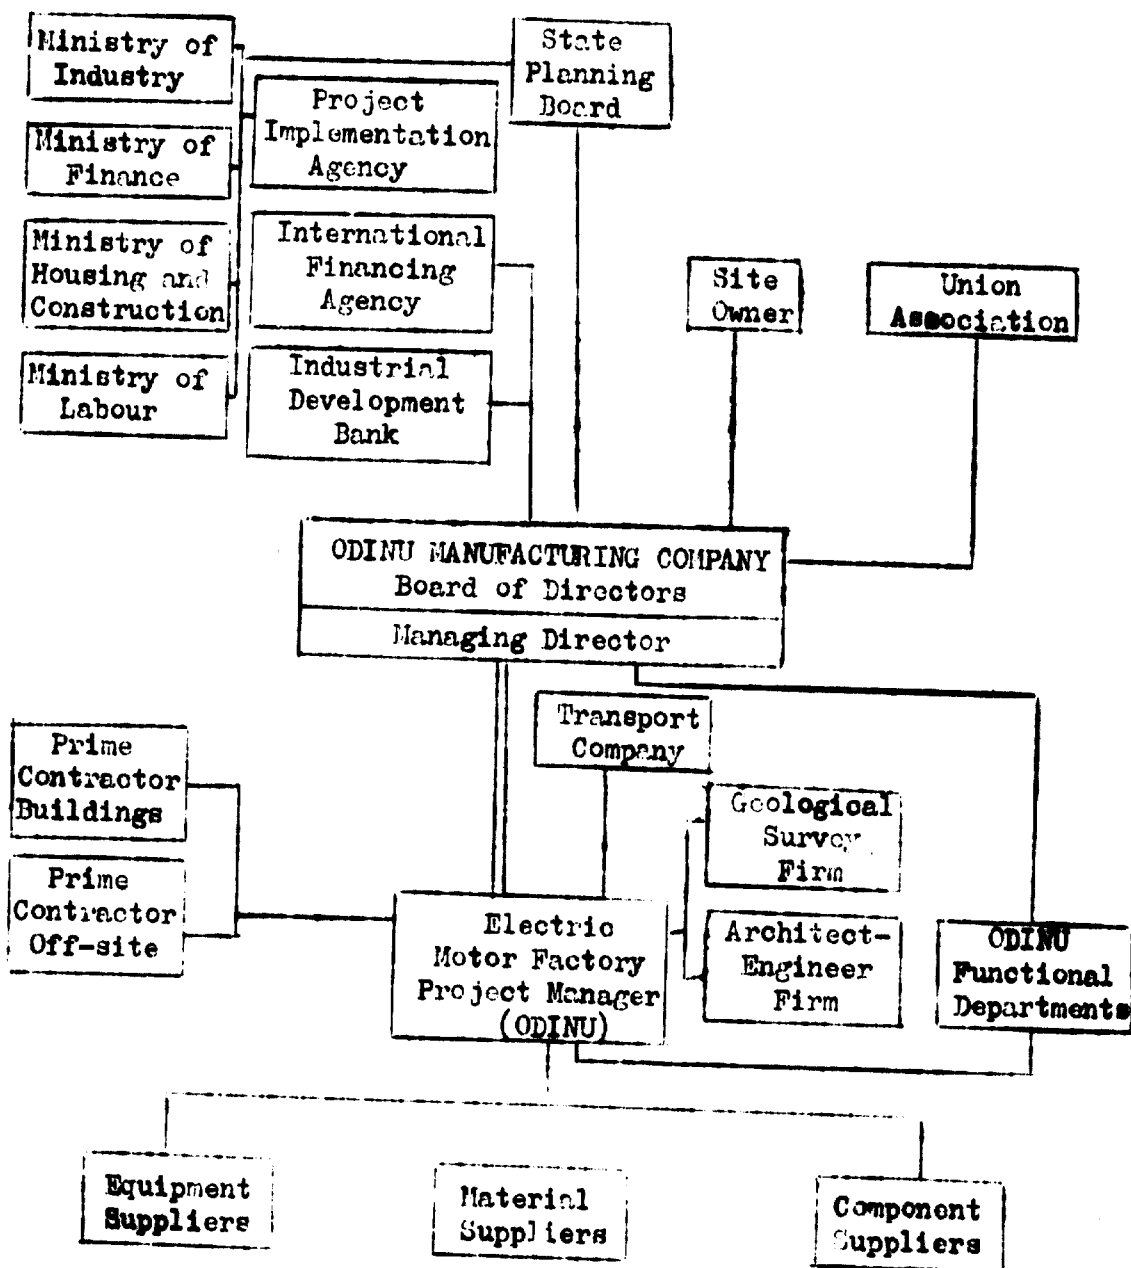 Ministry of
Industry
State
Planning
Board
Project
Implementation
Agency
Ministry of
Finance
Ministry of
Housing and
Construction
International
Financing
Agency
Site
Owner
Union
Association
Ministry of
Labour
Industrial
Development
Bank
ODINU MANUFACTURING COMPANY
Board of Directors
Managing Director
Transport
Company
Prime
Contractor
Buildings
Geological
Survey
Firm
Prime
Contractor
Off-site
Electric
Motor Factory
Project Manager
(ODINU)
Architect-
Engineer
Firm
ODINU
Functional
Departments
Equipment
Suppliers
Material
Suppliers
Component
Suppliers